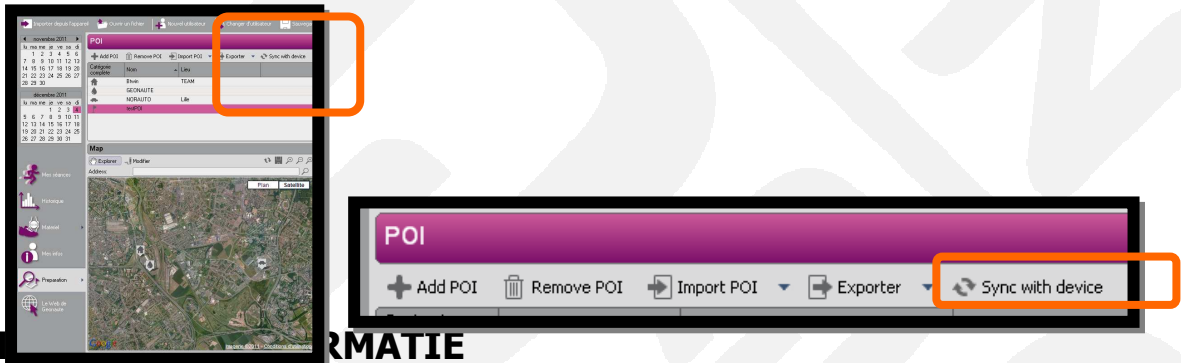 Importer depuis l'appareil Ouvrir un fichier Nouvel utilisateur Changer d'utilisateur
novembre 2011
lu ma me je ve sa di
1 2 3 4 5 6
7 8 9 10 11 12 13
14 15 16 17 18 19 20
21 22 23 24 25 26 27
28 29 30
décembre 2011
lu ma me je ve sa di
1 2 3 4
5 6 7 8 9 10 11
12 13 14 15 16 17 18
19 20 21 22 23 24 25
26 27 28 29 30 31
POI
Add POI Remove POI Import POI Exporter Sync with device
Catégorie complète Nom Lieu
Btwin TEAM
GEONAUTE
NORAUTO Lille
testPOI
Map
Explorer Modifier
Address
Plan Satellite
Mes séances
Historique
Manuel
Mes infos
Preparation
Le Web de Geonaute
POI
Add POI Remove POI Import POI Exporter Sync with device
RMATIE